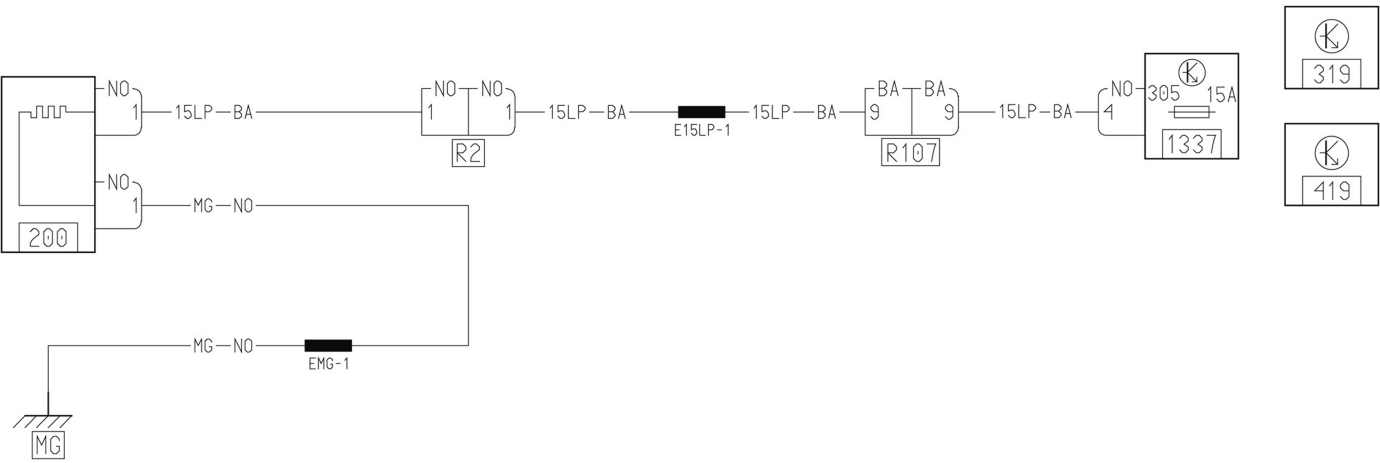 319
NO
NO NO
BA BA
NO
305 15A
1 15LP BA 1 1 15LP BA 15LP BA 9 9 15LP BA 4
E15LP-1
1337
R2
R107
NO
419
1 MG NO
200
MG NO
EMG-1
MG